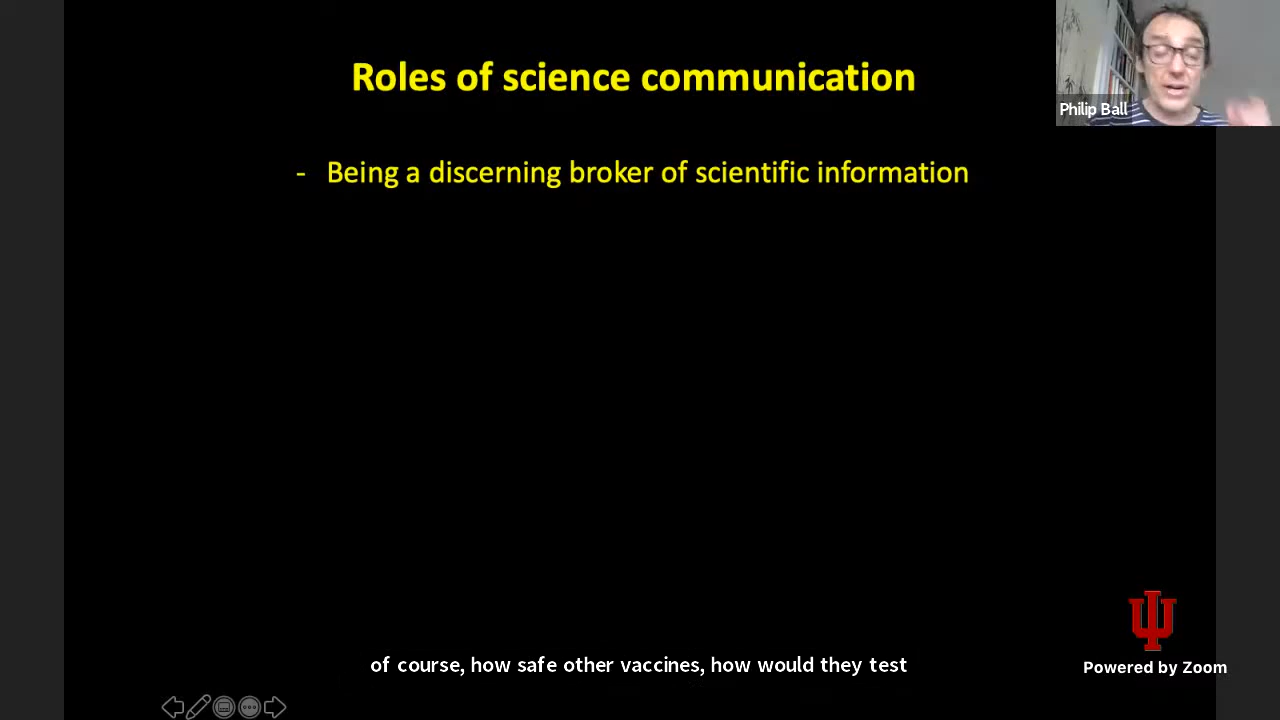 Roles of science communication
Philip Ball
- Being a discerning broker of scientific information
of course, how safe other vaccines, how would they test
Powered by Zoom